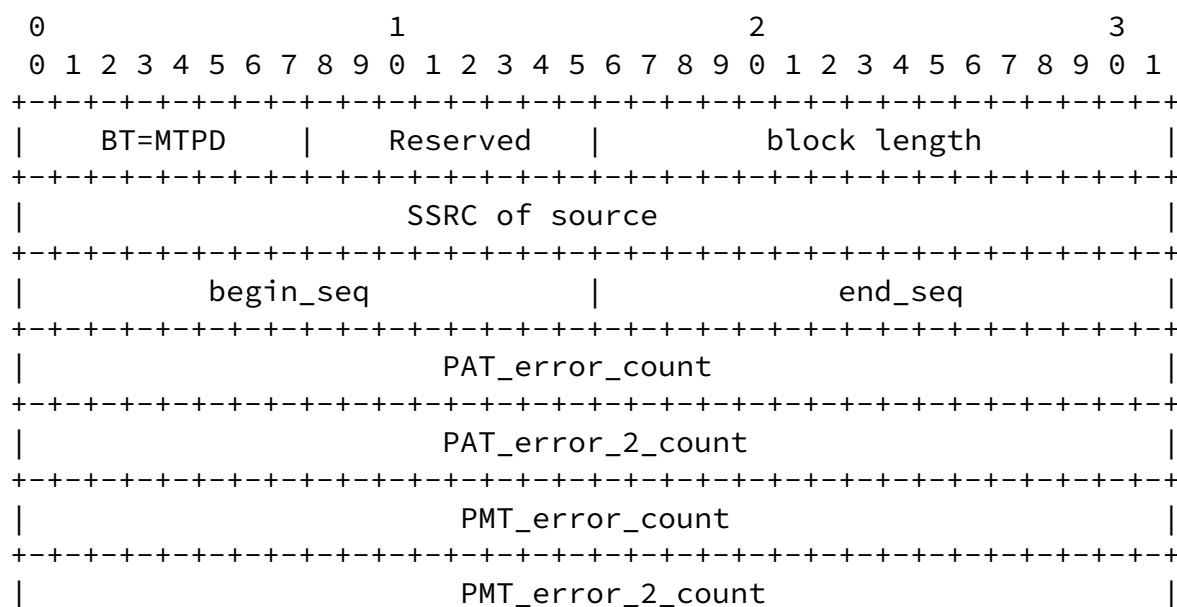 0                   1                   2                   3
 0 1 2 3 4 5 6 7 8 9 0 1 2 3 4 5 6 7 8 9 0 1 2 3 4 5 6 7 8 9 0 1
+-+-+-+-+-+-+-+-+-+-+-+-+-+-+-+-+-+-+-+-+-+-+-+-+-+-+-+-+-+-+-+-+
|    BT=MTPD    |    Reserved   |         block length          |
+-+-+-+-+-+-+-+-+-+-+-+-+-+-+-+-+-+-+-+-+-+-+-+-+-+-+-+-+-+-+-+-+
|                     SSRC of source                            |
+-+-+-+-+-+-+-+-+-+-+-+-+-+-+-+-+-+-+-+-+-+-+-+-+-+-+-+-+-+-+-+-+
|          begin_seq            |             end_seq           |
+-+-+-+-+-+-+-+-+-+-+-+-+-+-+-+-+-+-+-+-+-+-+-+-+-+-+-+-+-+-+-+-+
|                       PAT_error_count                         |
+-+-+-+-+-+-+-+-+-+-+-+-+-+-+-+-+-+-+-+-+-+-+-+-+-+-+-+-+-+-+-+-+
|                       PAT_error_2_count                       |
+-+-+-+-+-+-+-+-+-+-+-+-+-+-+-+-+-+-+-+-+-+-+-+-+-+-+-+-+-+-+-+-+
|                        PMT_error_count                        |
+-+-+-+-+-+-+-+-+-+-+-+-+-+-+-+-+-+-+-+-+-+-+-+-+-+-+-+-+-+-+-+-+
|                        PMT_error_2_count                      |